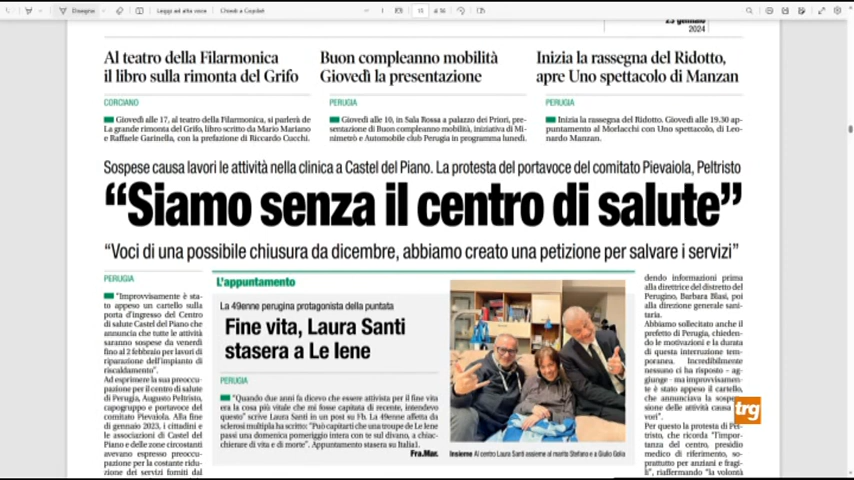 Disegna
Leggi ad alta voce
Chiedi a Copilot
23 gennaio
2024
Al teatro della Filarmonica
il libro sulla rimonta del Grifo
CORCIANO
Giovedì alle 17, al teatro della Filarmonica, si parlerà de
La grande rimonta del Grifo, libro scritto da Mario Mariano
e Raffaele Garinella, con la prefazione di Riccardo Cucchi.
Buon compleanno mobilità
Giovedì la presentazione
PERUGIA
Giovedì alle 10, in Sala Rossa a palazzo dei Priori, pre-
sentazione di Buon compleanno mobilità, iniziativa di Mi-
nimetrò e Automobile club Perugia in programma lunedì.
Inizia la rassegna del Ridotto,
apre Uno spettacolo di Manzan
PERUGIA
Inizia la rassegna del Ridotto. Giovedì alle 19.30 ap-
puntamento al Morlacchi con Uno spettacolo, di Leo-
nardo Manzan.
Sospese causa lavori le attività nella clinica a Castel del Piano. La protesta del portavoce del comitato Pievaiola, Peltristo
“Siamo senza il centro di salute”
“Voci di una possibile chiusura da dicembre, abbiamo creato una petizione per salvare i servizi”
PERUGIA
"Improvvisamente è sta-
to appeso un cartello sulla
porta d'ingresso del Centro
di salute Castel del Piano che
annuncia che tutte le attività
saranno sospese da venerdì
fino al 2 febbraio per lavori di
riparazione dell'impianto di
riscaldamento".
Ad esprimere la sua preoccu-
pazione per il centro di salute
di Perugia, Augusto Peltristo,
capogruppo e portavoce del
comitato Pievaiola. Alla fine
di gennaio 2023, i cittadini e
le associazioni di Castel del
Piano e delle zone circostanti
avevano espresso preoccu-
pazione per la costante ridu-
zione dei servizi forniti dal
L'appuntamento
La 49enne perugina protagonista della puntata
Fine vita, Laura Santi
stasera a Le Iene
PERUGIA
"Quando due anni fa dicevo che essere attivista per il fine vita
era la cosa più vitale che mi fosse capitata di recente, intendevo
questo" scrive Laura Santi in un post su Fb. La 49enne affetta da
sclerosi multipla ha scritto: "Può capitarti che una troupe de Le Iene
passi una domenica pomeriggio intera con te sul divano, a chiac-
chierare di vita e di morte". Appuntamento stasera su Italia1.
Fra.Mar.
Insieme Al centro Laura Santi assieme al marito Stefano e a Giulio Golia
dendo informazioni prima
alla direttrice del distretto del
Perugino, Barbara Blasi, poi
alla direzione generale sani-
taria.
Abbiamo sollecitato anche il
prefetto di Perugia, chieden-
do le motivazioni e la durata
di questa interruzione tem-
poranea. Incredibilmente
nessuno ci ha risposto - ag-
giunge - ma improvvisamen-
te è stato appeso il cartello,
che annunciava la sospen-
sione delle attività causa
vori".
Per questo la protesta di Pel-
tristo, che ricorda "l'impor-
tanza del centro, presidio
medico di riferimento, so-
prattutto per anziani e fragi-
li", riaffermando "la volontà
trg